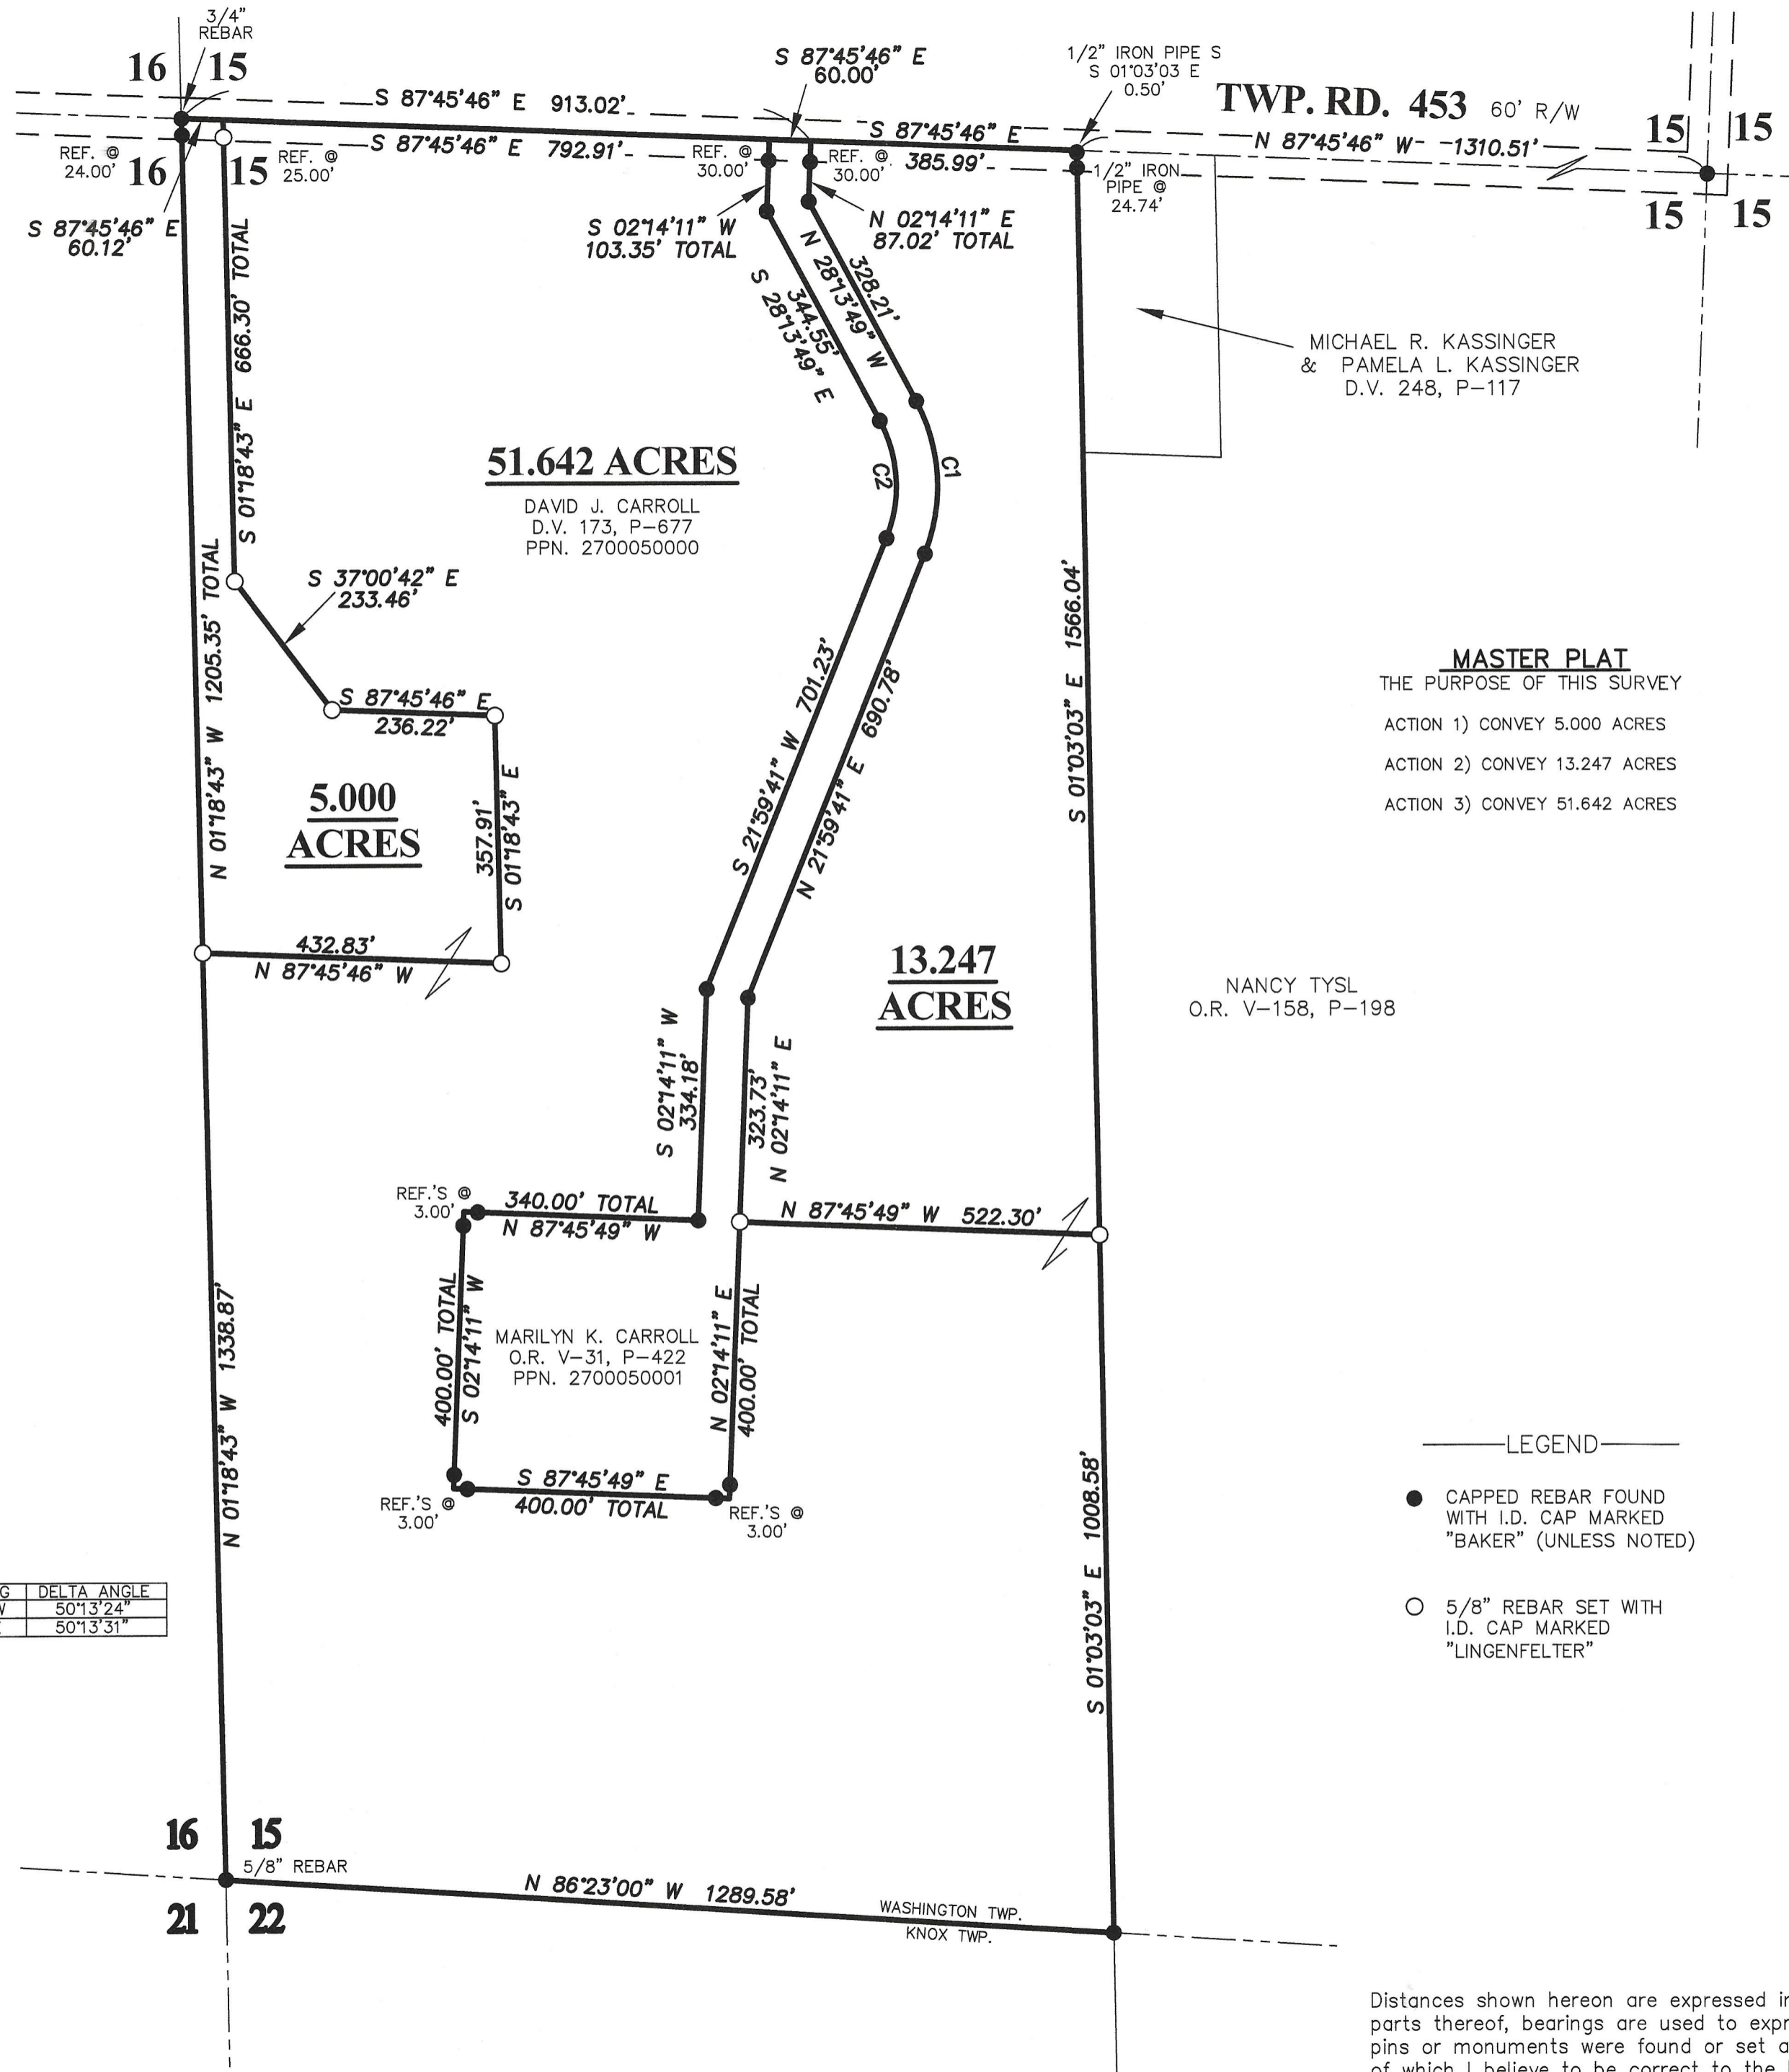 3/4"
REBAR
16 15
S 87°45'46" E 913.02'
S 87°45'46" E
60.00'
1/2" IRON PIPE S
S 01°03'03 E
0.50'
TWP. RD. 453 60' R/W
S 87°45'46" E
N 87°45'46" W 1310.51'
15 15
REF. @
24.00'
16 15
REF. @
25.00'
S 87°45'46" E 792.91'
REF. @
30.00'
REF. @
30.00'
385.99'
1/2" IRON
PIPE @
24.74'
15 15
S 87°45'46" E
60.12'
S 02°14'11" W
103.35' TOTAL
N 02°14'11" E
87.02' TOTAL
S 01°18'43" E 666.30' TOTAL
328.21'
N 28°13'49" W
344.55'
S 28°13'49" E
MICHAEL R. KASSINGER
& PAMELA L. KASSINGER
D.V. 248, P-117
51.642 ACRES
DAVID J. CARROLL
D.V. 173, P-677
PPN. 2700050000
C2
C1
S 37°00'42" E
233.46'
N 01°18'43" W 1205.35' TOTAL
S 87°45'46" E
236.22'
S 21°59'41" W 701.23'
N 21°59'41" E 690.78'
S 01°03'03" E 1566.04'
MASTER PLAT
THE PURPOSE OF THIS SURVEY
ACTION 1) CONVEY 5.000 ACRES
ACTION 2) CONVEY 13.247 ACRES
ACTION 3) CONVEY 51.642 ACRES
5.000
ACRES
357.91'
S 01°18'43" E
432.83'
N 87°45'46" W
13.247
ACRES
NANCY TYSL
O.R. V-158, P-198
S 02°14'11" W
334.18'
323.73'
N 02°14'11" E
REF.'S @
3.00'
340.00' TOTAL
N 87°45'49" W
N 87°45'49" W 522.30'
N 01°18'43" W 1338.87'
400.00' TOTAL
S 02°14'11" W
MARILYN K. CARROLL
O.R. V-31, P-422
PPN. 2700050001
N 02°14'11" E
400.00' TOTAL
REF.'S @
3.00'
S 87°45'49" E
400.00' TOTAL
REF.'S @
3.00'
S 01°03'03" E 1008.58'
LEGEND
CAPPED REBAR FOUND
WITH I.D. CAP MARKED
"BAKER" (UNLESS NOTED)
5/8" REBAR SET WITH
I.D. CAP MARKED
"LINGENFELTER"
G DELTA ANGLE
50°13'24"
50°13'31"
16 15
5/8" REBAR
21 22
N 86°23'00" W 1289.58'
WASHINGTON TWP.
KNOX TWP.
Distances shown hereon are expressed in
parts thereof, bearings are used to expr
pins or monuments were found or set a
of which I believe to be correct to the